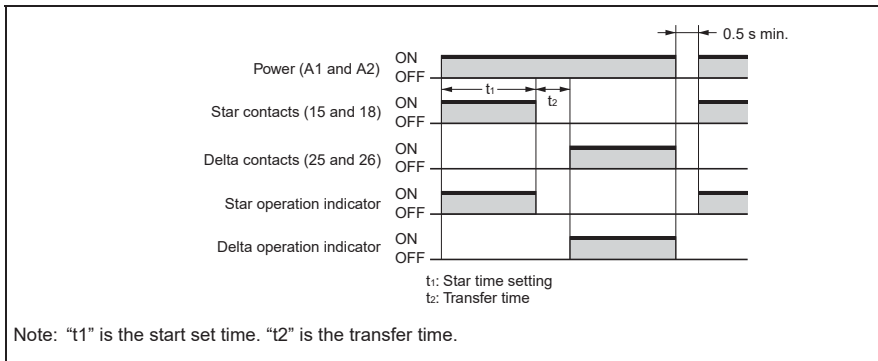 0.5 s min.
Power (A1 and A2) ON
OFF
t1
t2
Star contacts (15 and 18) ON
OFF
Delta contacts (25 and 26) ON
OFF
Star operation indicator ON
OFF
Delta operation indicator ON
OFF
t1: Star time setting
t2: Transfer time
Note: “t1” is the start set time. “t2” is the transfer time.